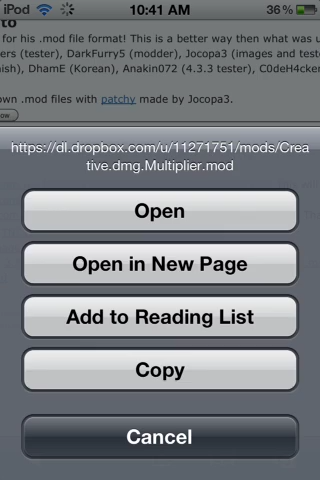 iPod 10:41 AM 36%
to
for his .mod file format! This is a better way then what was u
ers (tester), DarkFurry5 (modder), Jocopa3 (images and teste
ish), DhamE (Korean), Anakin072 (4.3.3 tester), C0deH4cker
own .mod files with patchy made by Jocopa3.
ow
https://dl.dropbox.com/u/11271751/mods/Crea
tive.dmg.Multiplier.mod
Open
Open in New Page
Add to Reading List
Copy
Cancel